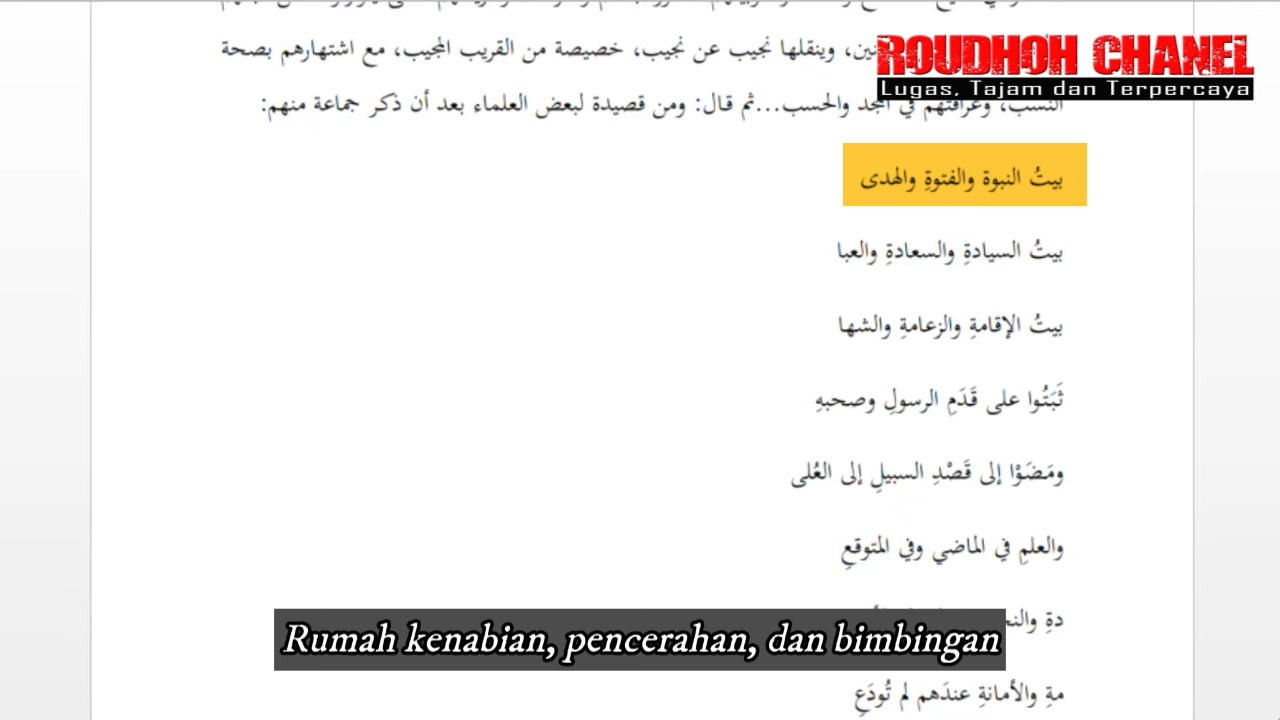 وينقلها نجيب عن نجيب، خصيصة من القريب المجيب، مع اشتهارهم بصحة
ROUDHOH CHANEL
Lugas, Tajam dan Terpercaya
النسب، وعراقتهم في المجد والحسب...ثم قال: ومن قصيدة لبعض العلماء بعد أن ذكر جماعة منهم:
بيتُ النبوة والفتوةِ والهدى
بيتُ السيادةِ والسعادةِ والعبا
بيتُ الإقامةِ والزعامةِ والشها
ثَبَتُوا على قَدَمِ الرسولِ وصحبهِ
ومَضَوْا إلى قَصْدِ السبيلِ إلى العُلى
والعلمِ في الماضي وفي المتوقعِ
دةِ
Rumah kenabian, pencerahan, dan bimbingan
مةِ والأمانةِ عندَهم لم تُودَعِ